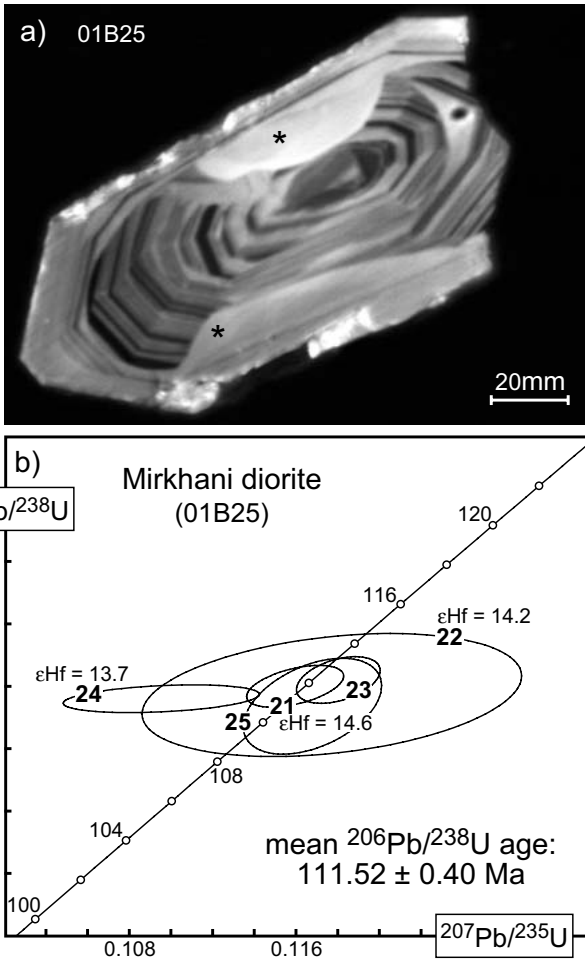 a) 01B25
*
*
20mm
b)
Mirkhani diorite
(01B25)
b/²³⁸U
120
116
εHf = 14.2
22
εHf = 13.7
24
23
21
25
εHf = 14.6
108
104
mean ²⁰⁶Pb/²³⁸U age:
111.52 ± 0.40 Ma
100
²⁰⁷Pb/²³⁵U
0.108
0.116